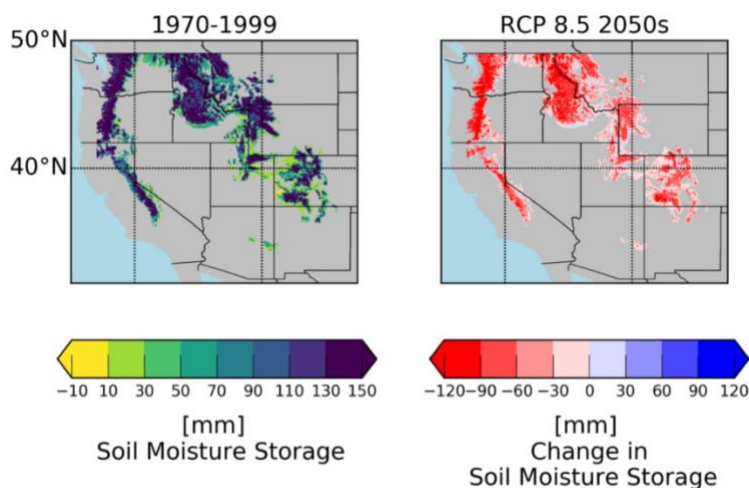 1970-1999
RCP 8.5 2050s
50°N
40°N
−10 10 30 50 70 90 110 130 150
−120 −90 −60 −30 0 30 60 90 120
[mm]
Soil Moisture Storage
[mm]
Change in
Soil Moisture Storage